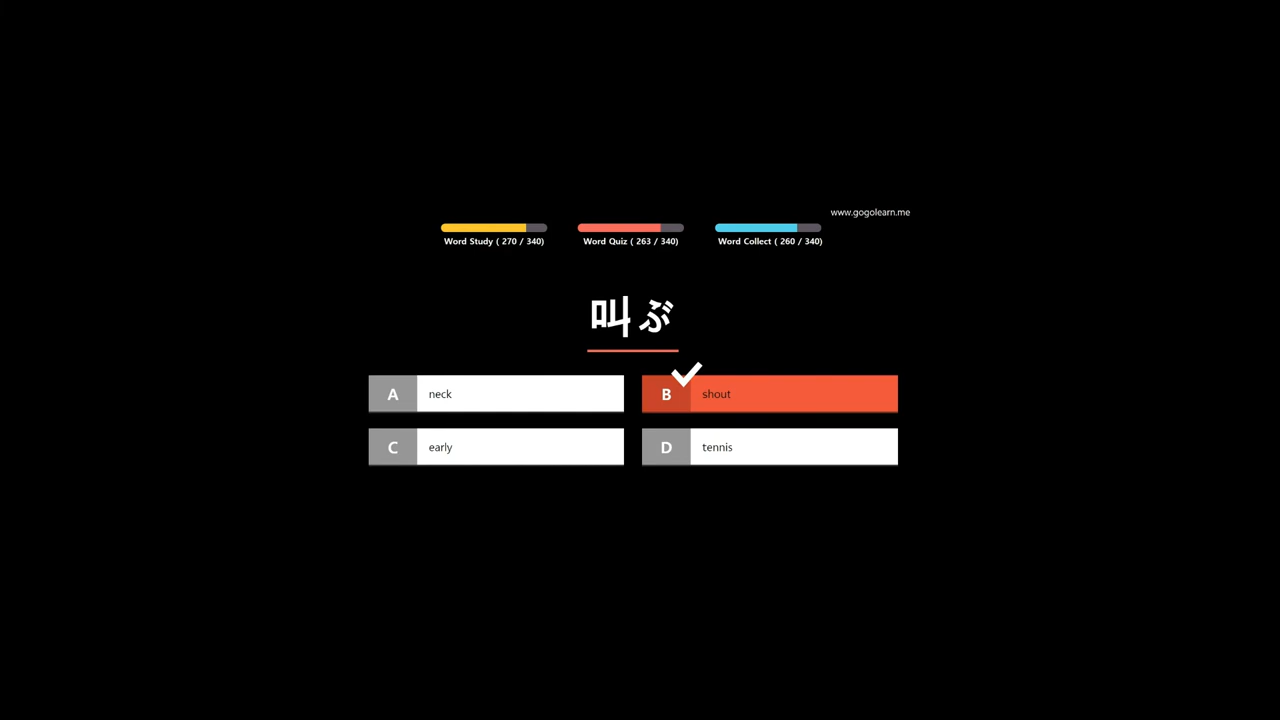 www.gogolearn.me
Word Study ( 270 / 340)
Word Quiz ( 263 / 340)
Word Collect ( 260 / 340)
叫ぶ
A neck
B shout
C early
D tennis